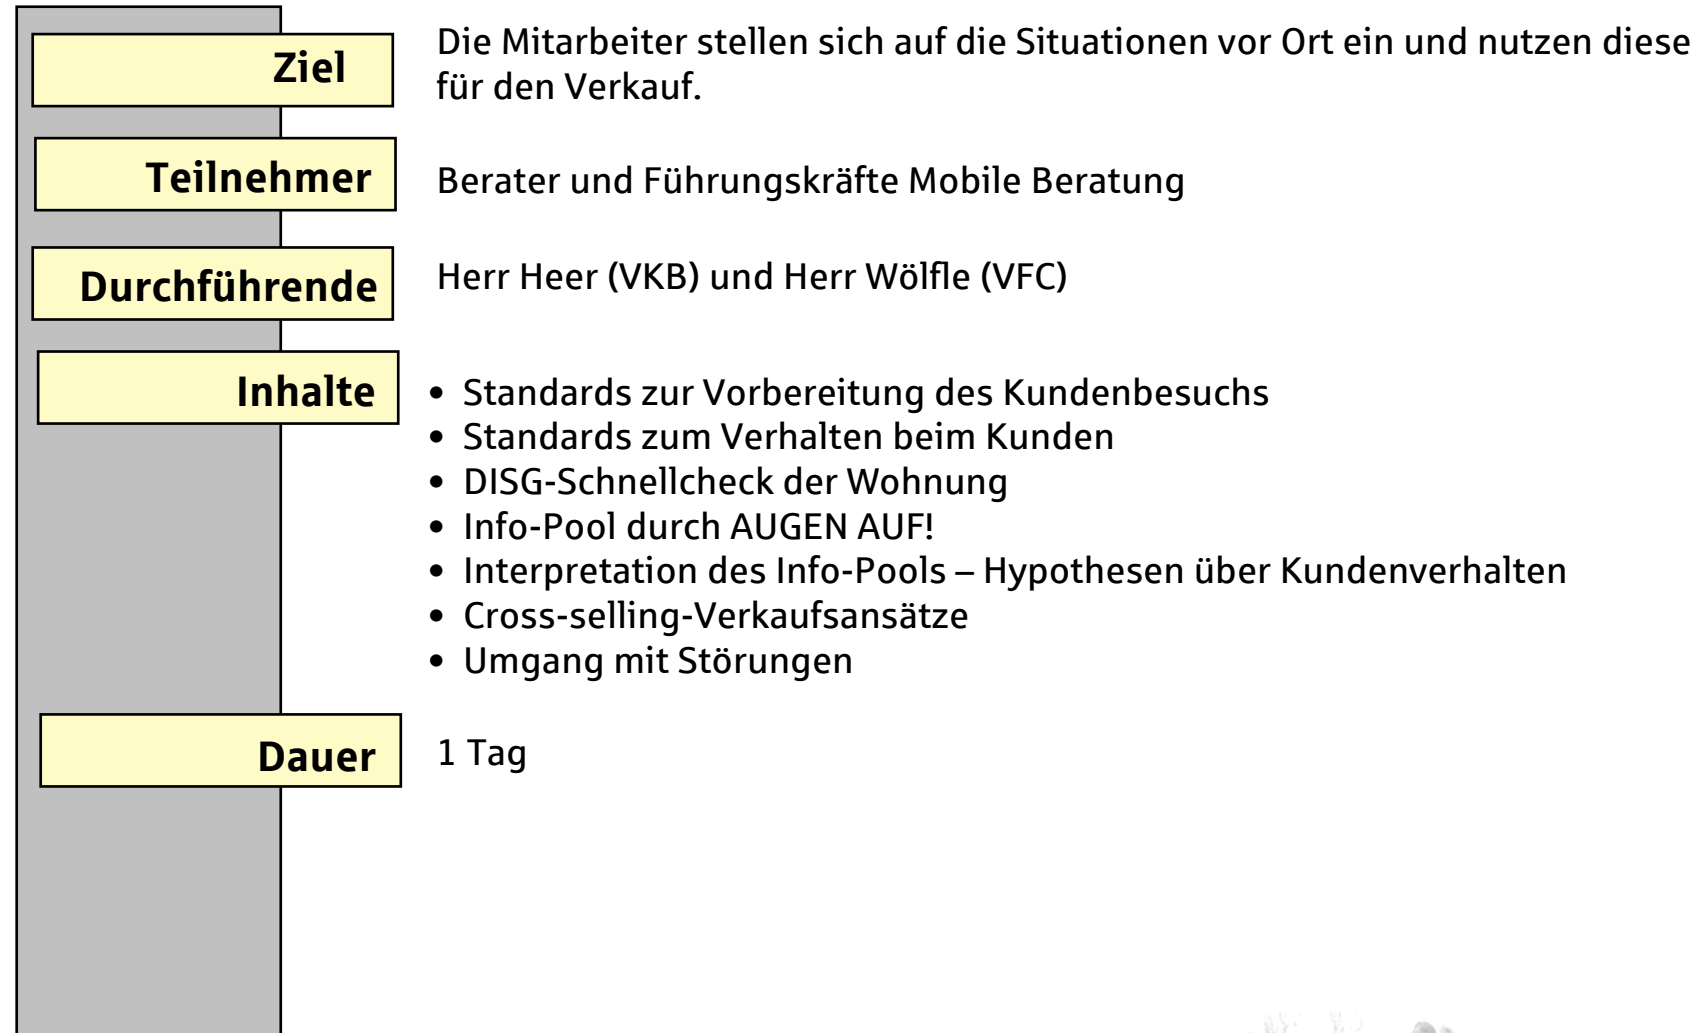 Ziel
Die Mitarbeiter stellen sich auf die Situationen vor Ort ein und nutzen diese
für den Verkauf.
Teilnehmer
Berater und Führungskräfte Mobile Beratung
Durchführende
Herr Heer (VKB) und Herr Wölfle (VFC)
Inhalte
• Standards zur Vorbereitung des Kundenbesuchs
• Standards zum Verhalten beim Kunden
• DISG-Schnellcheck der Wohnung
• Info-Pool durch AUGEN AUF!
• Interpretation des Info-Pools – Hypothesen über Kundenverhalten
• Cross-selling-Verkaufsansätze
• Umgang mit Störungen
Dauer
1 Tag